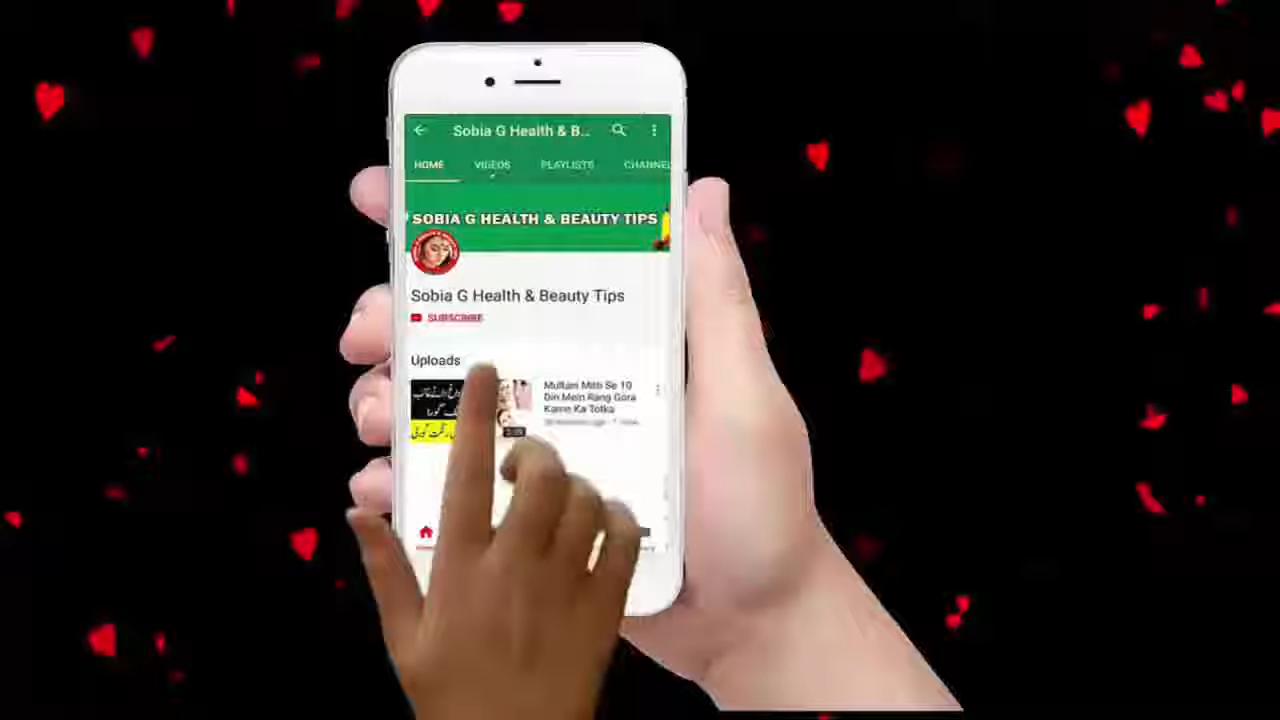 Sobia G Health & B...
HOME VIDEOS PLAYLISTS CHANNEL
SOBIA G HEALTH & BEAUTY TIPS
Sobia G Health & Beauty Tips
SUBSCRIBE
Uploads
Multani Mitti Se 10
Din Mein Rang Gora
Karne Ka Totka